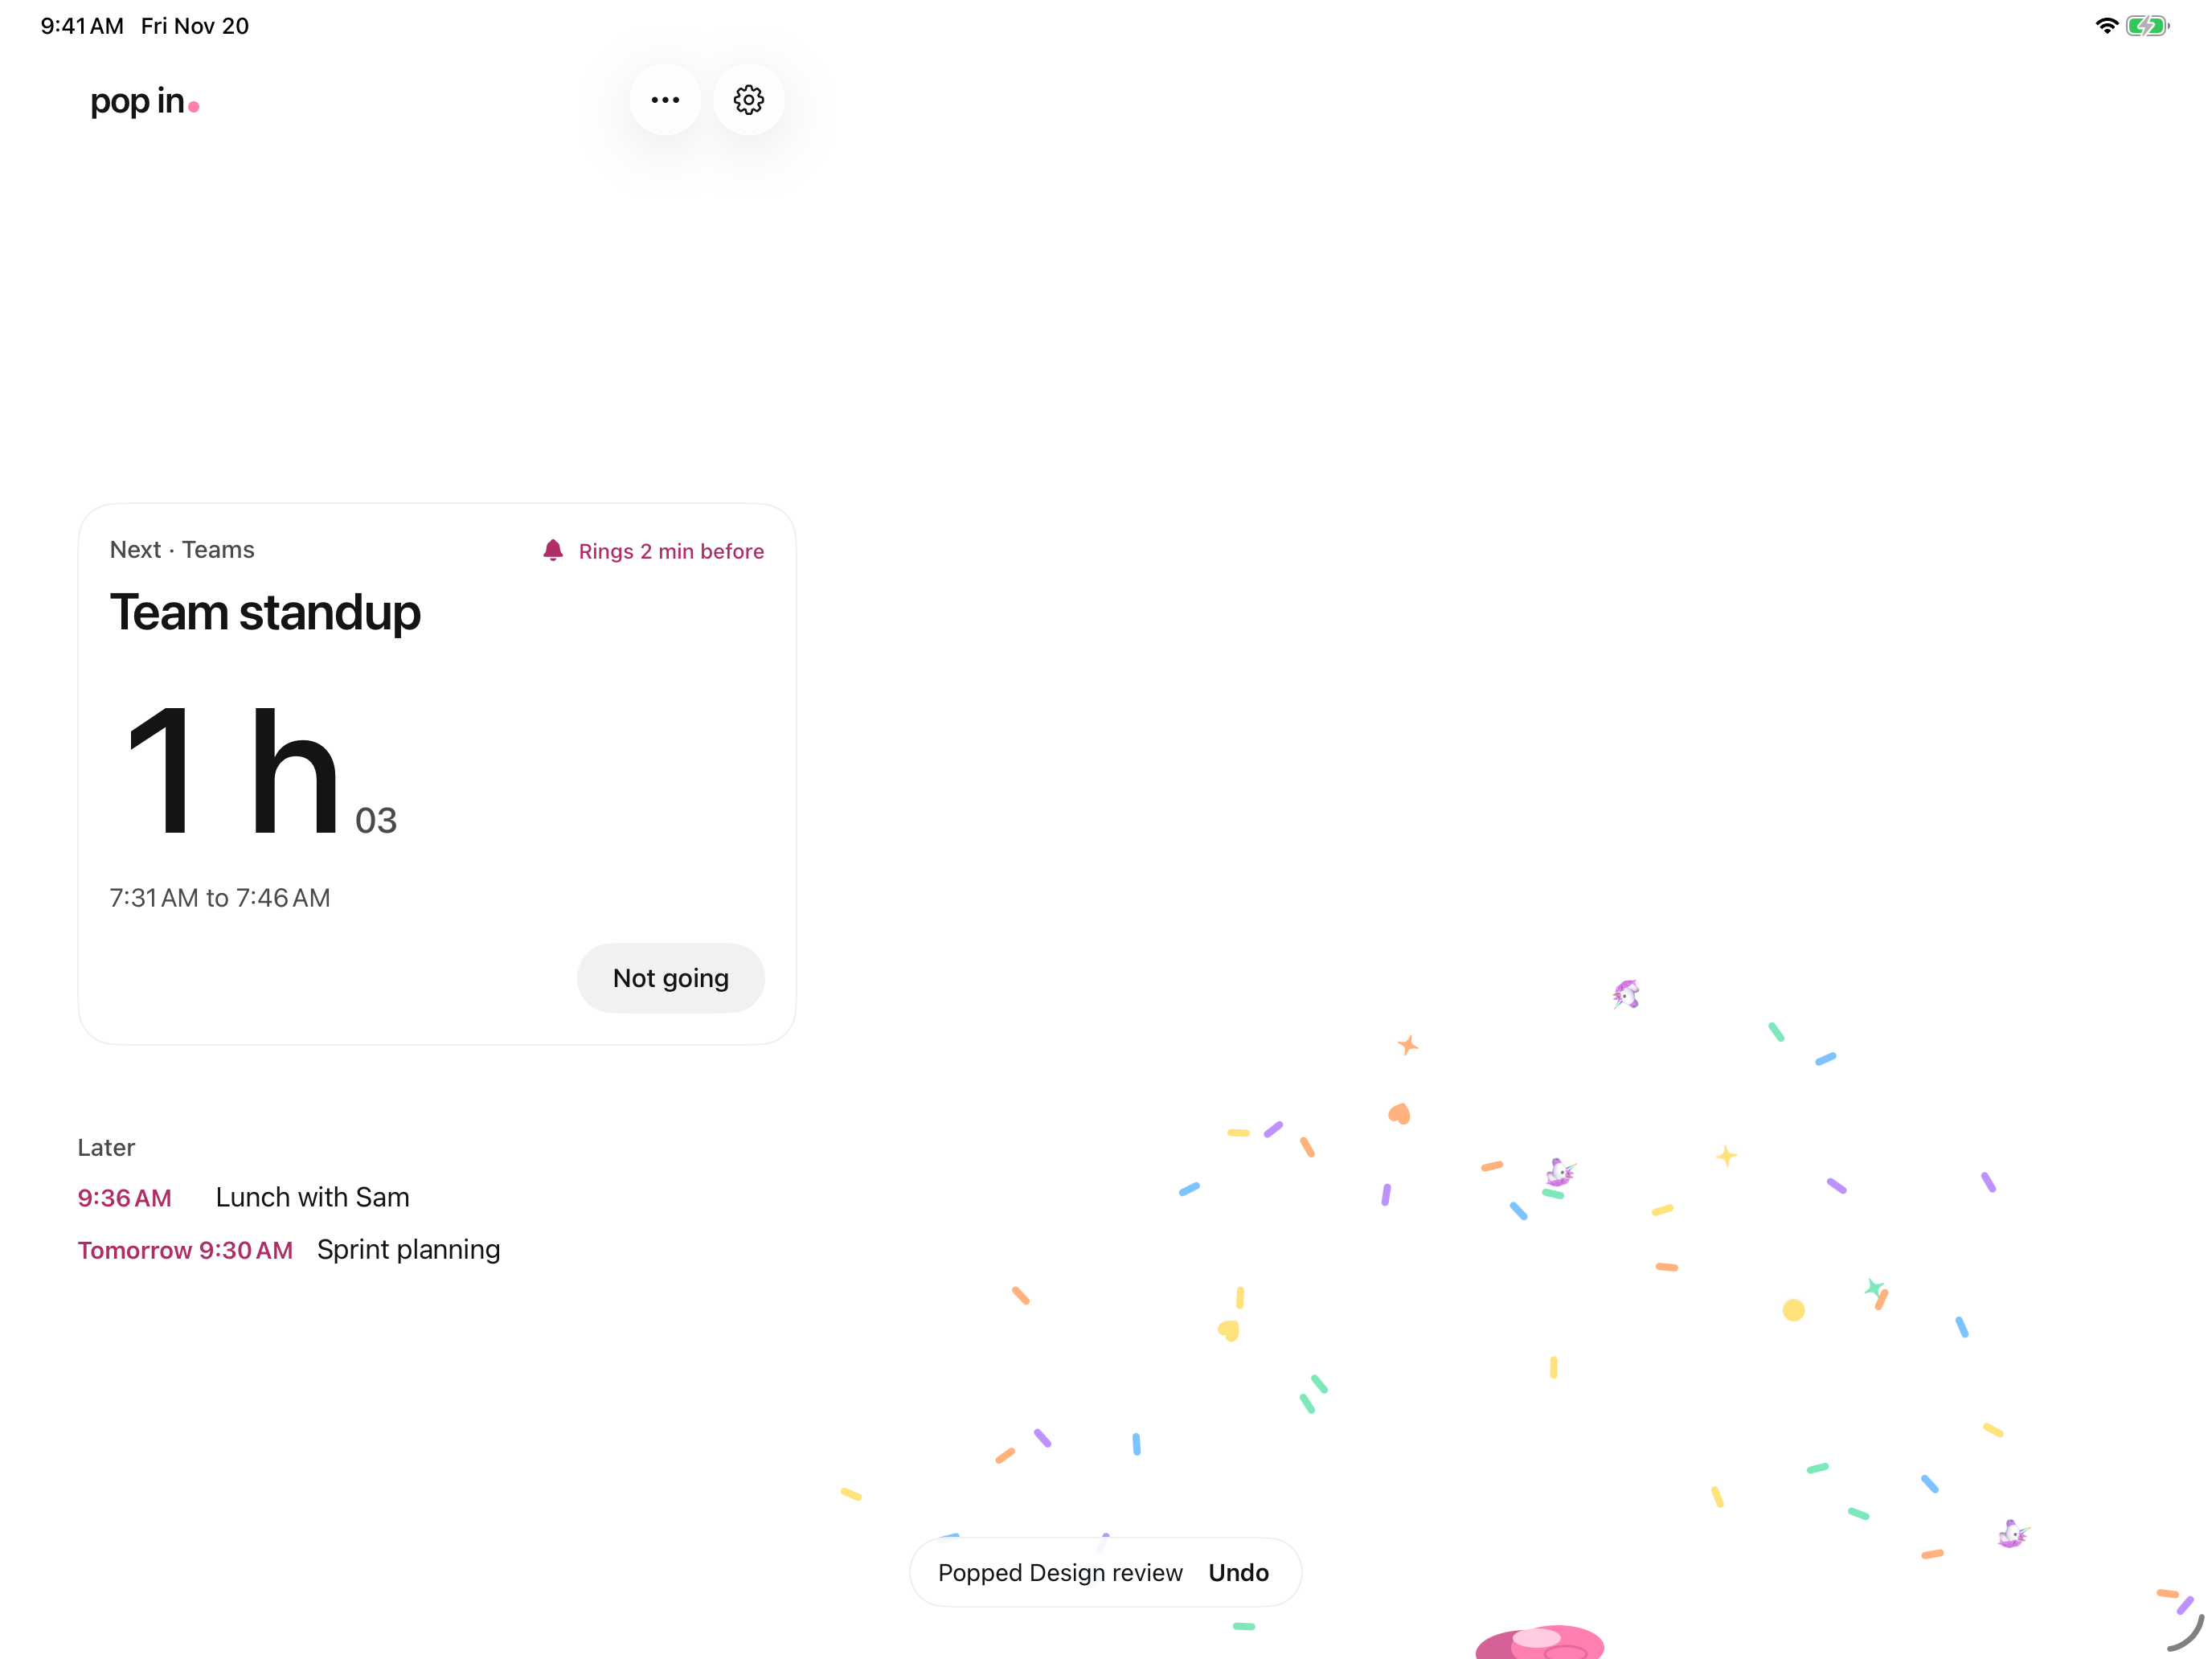 9:41 AM Fri Nov 20
pop in
Next · Teams
Rings 2 min before
Team standup
1 h 03
7:31 AM to 7:46 AM
Not going
Later
9:36 AM Lunch with Sam
Tomorrow 9:30 AM Sprint planning
Popped Design review Undo